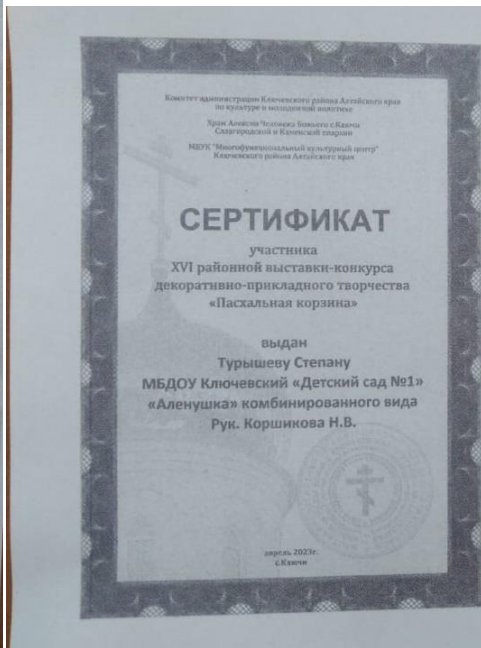 Комитет администрации Ключевского района Алтайского края
по культуре и молодежной политике
Храм Алексия Человека Божьего с Ключи
Славгородской и Каменской епархии
МБУК "Многофункциональный культурный центр"
Ключевского района Алтайского края
СЕРТИФИКАТ
участника
XVI районной выставки-конкурса
декоративно-прикладного творчества
«Пасхальная корзина»
выдан
Турышеву Степану
МБДОУ Ключевский «Детский сад №1»
«Аленушка» комбинированного вида
Рук. Коршикова Н.В.
апрель 2023г.
с.Ключи